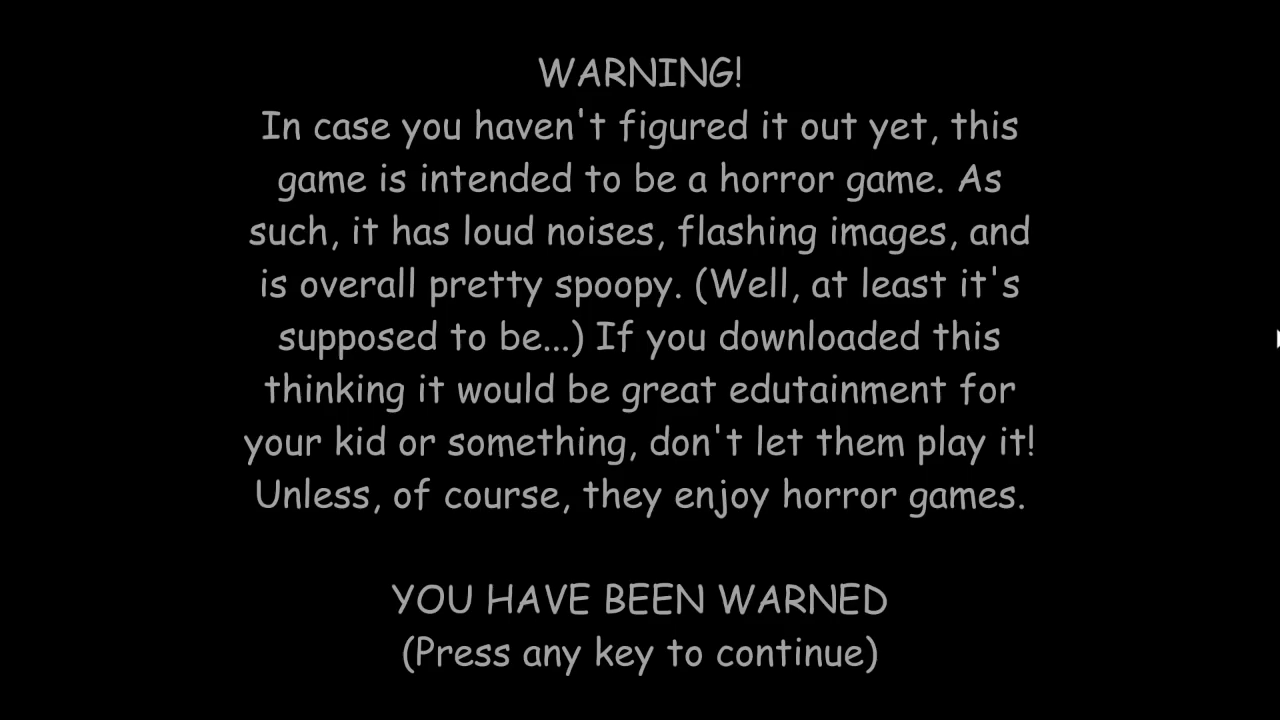 WARNING!
In case you haven't figured it out yet, this
game is intended to be a horror game. As
such, it has loud noises, flashing images, and
is overall pretty spoopy. (Well, at least it's
supposed to be...) If you downloaded this
thinking it would be great edutainment for
your kid or something, don't let them play it!
Unless, of course, they enjoy horror games.
YOU HAVE BEEN WARNED
(Press any key to continue)